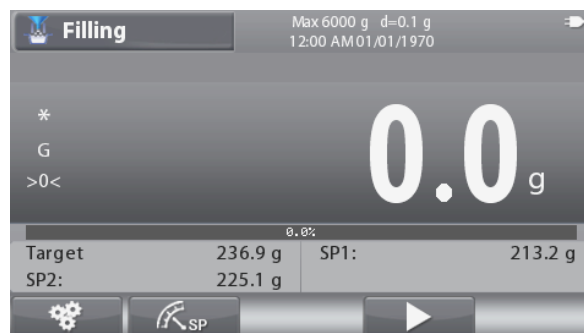 Filling
Max 6000 g d=0.1 g
12:00 AM 01/01/1970
*
G
>0<
0.0 g
0.0%
Target 236.9 g SP1: 213.2 g
SP2: 225.1 g
SP